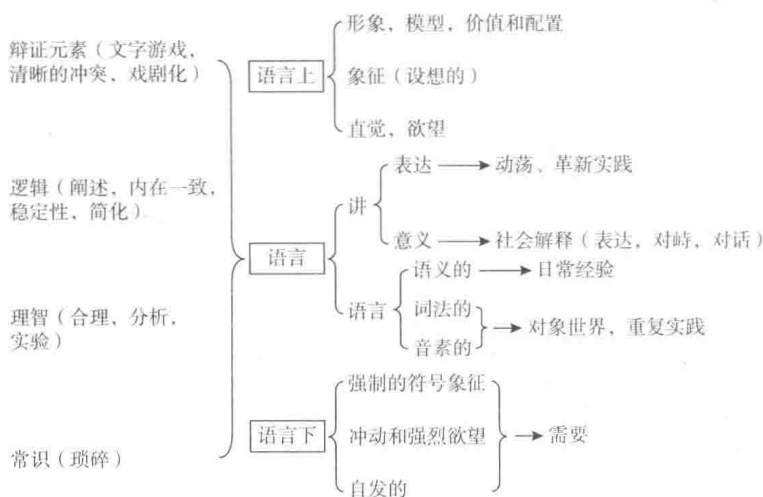 辩证元素（文字游戏，
清晰的冲突，戏剧化）
逻辑（阐述，内在一致，
稳定性、简化）
理智（合理，分析，
实验）
常识（琐碎）
语言上
形象，模型，价值和配置
象征（设想的）
直觉，欲望
语言
讲
表达
动荡、革新实践
意义
社会解释（表达，对峙，对话）
语言
语义的
日常经验
词法的
音素的
对象世界，重复实践
语言下
强制的符号象征
冲动和强烈欲望
自发的
需要